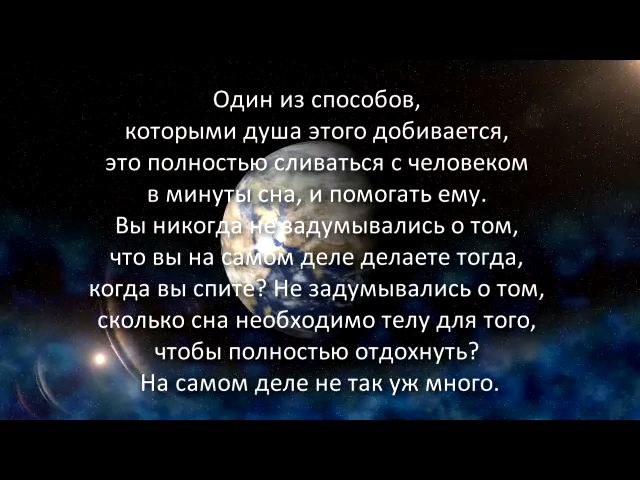 Один из способов,
которыми душа этого добивается,
это полностью сливаться с человеком
в минуты сна, и помогать ему.
Вы никогда не задумывались о том,
что вы на самом деле делаете тогда,
когда вы спите? Не задумывались о том,
сколько сна необходимо телу для того,
чтобы полностью отдохнуть?
На самом деле не так уж много.